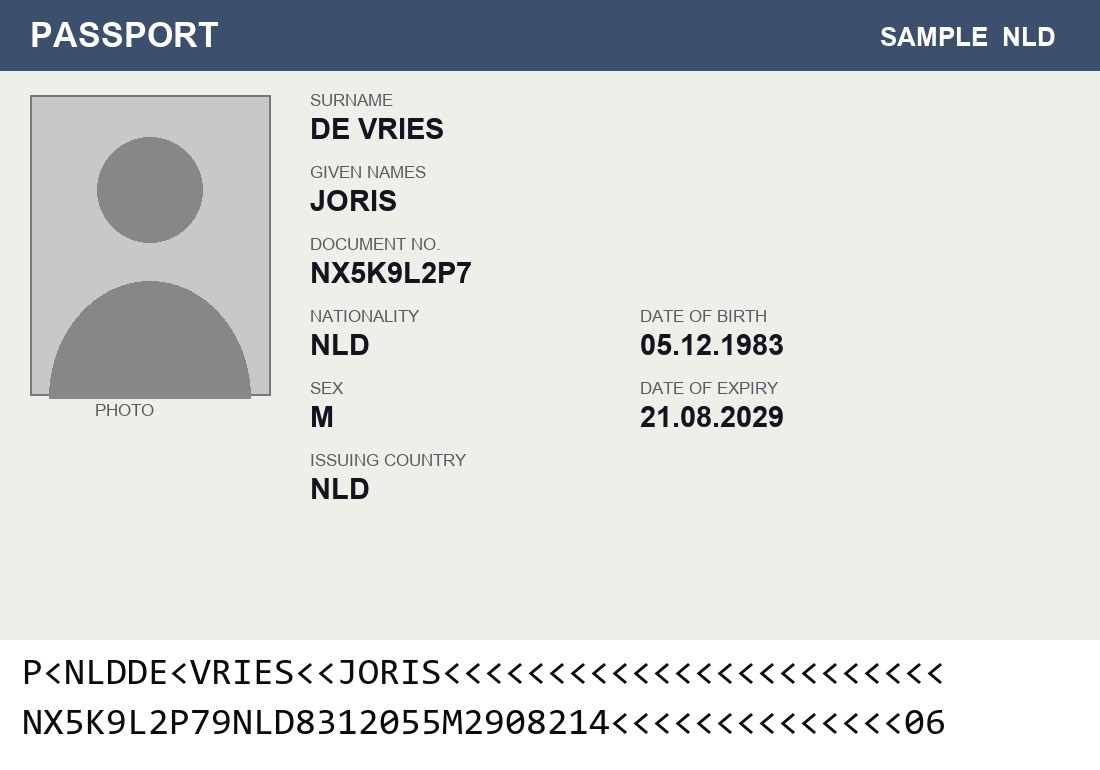 PASSPORT
SAMPLE NLD
SURNAME
DE VRIES
GIVEN NAMES
JORIS
DOCUMENT NO.
NX5K9L2P7
NATIONALITY
NLD
DATE OF BIRTH
05.12.1983
SEX
M
DATE OF EXPIRY
21.08.2029
ISSUING COUNTRY
NLD
PHOTO
P<NLDDE<VRIES<<JORIS<<<<<<<<<<<<<<<<<<<<<<<<
NX5K9L2P79NLD8312055M2908214<<<<<<<<<<<<<<06